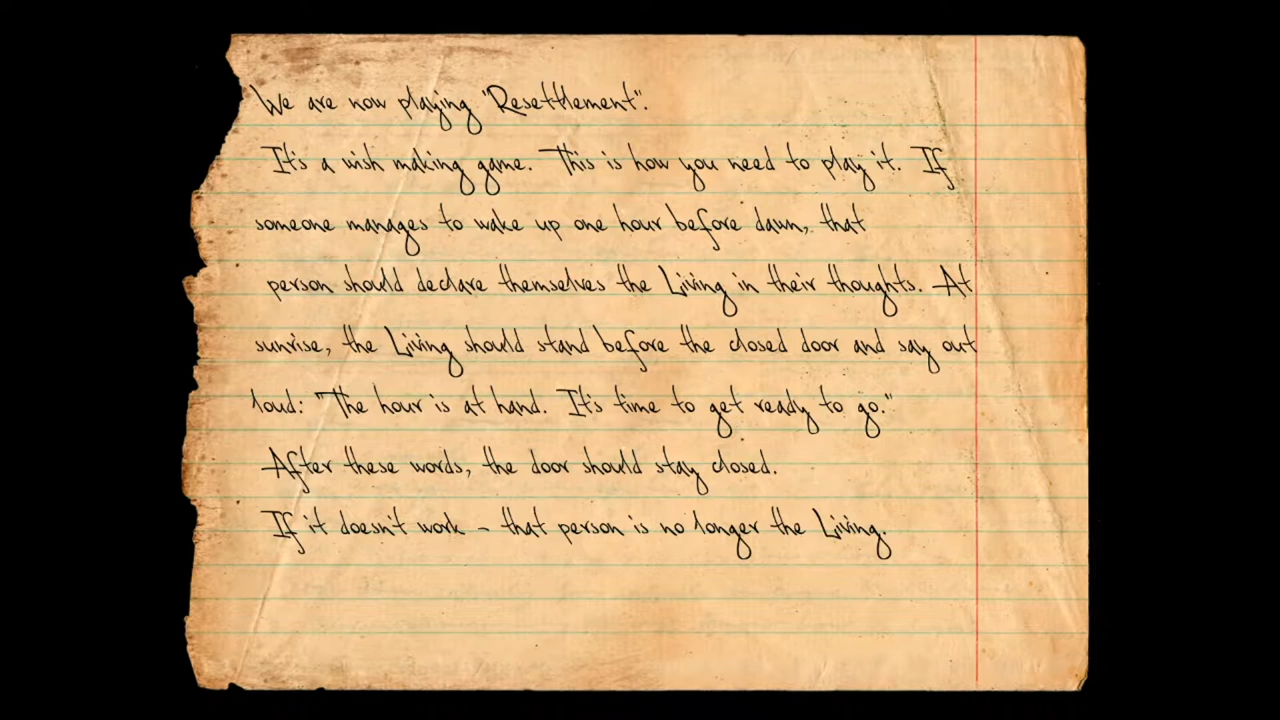 We are now playing "Resettlement".
It's a wish making game. This is how you need to play it. If
someone manages to wake up one hour before dawn, that
person should declare themselves the Living in their thoughts. At
sunrise, the Living should stand before the closed door and say out
loud: "The hour is at hand. It's time to get ready to go."
After these words, the door should stay closed.
If it doesn't work - that person is no longer the Living.